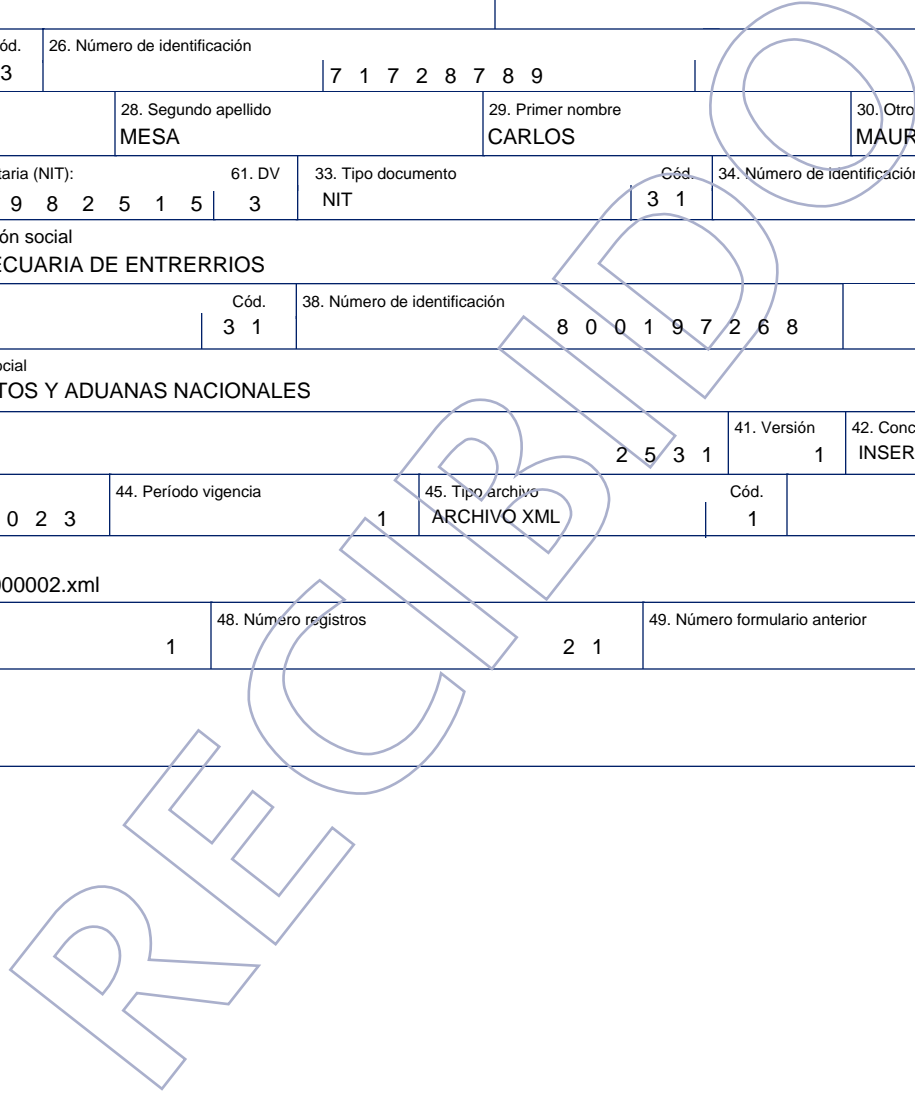 ód. 26. Número de identificación
3 7 1 7 2 8 7 8 9
28. Segundo apellido 29. Primer nombre 30. Otro
MESA CARLOS MAUR
taria (NIT): 61. DV 33. Tipo documento Cód. 34. Número de identificación
9 8 2 5 1 5 3 NIT 3 1
ón social
ECUARIA DE ENTRERRIOS
Cód. 38. Número de identificación
3 1 8 0 0 1 9 7 2 6 8
ocial
TOS Y ADUANAS NACIONALES
41. Versión 42. Conc
2 5 3 1 1 INSER
44. Período vigencia 45. Tipo archivo Cód.
0 2 3 1 ARCHIVO XML 1
000002.xml
48. Número registros 49. Número formulario anterior
1 2 1
RECIBIDO